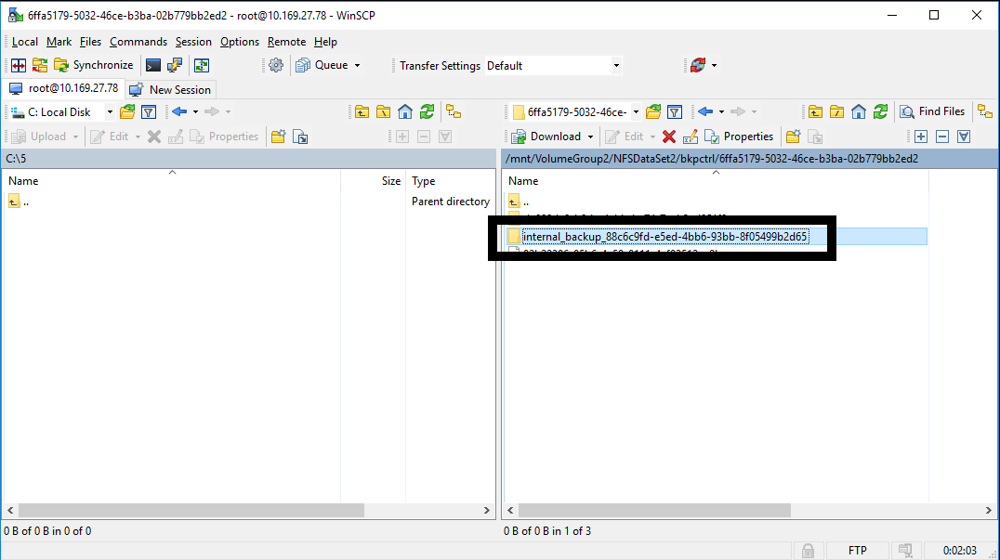 6ffa5179-5032-46ce-b3ba-02b779bb2ed2 - root@10.169.27.78 - WinSCP
Local Mark Files Commands Session Options Remote Help
Synchronize Queue Transfer Settings Default
root@10.169.27.78 New Session
C: Local Disk 6ffa5179-5032-46ce- Find Files
Upload Edit Properties Download Edit Properties
C:\5 /mnt/VolumeGroup2/NFSDataSet2/bkpctrl/6ffa5179-5032-46ce-b3ba-02b779bb2ed2
Name Size Type Name
.. Parent directory ..
internal_backup_88c6c9fd-e5ed-4bb6-93bb-8f05499b2d65
0 B of 0 B in 0 of 0 0 B of 0 B in 1 of 3
FTP 0:02:03